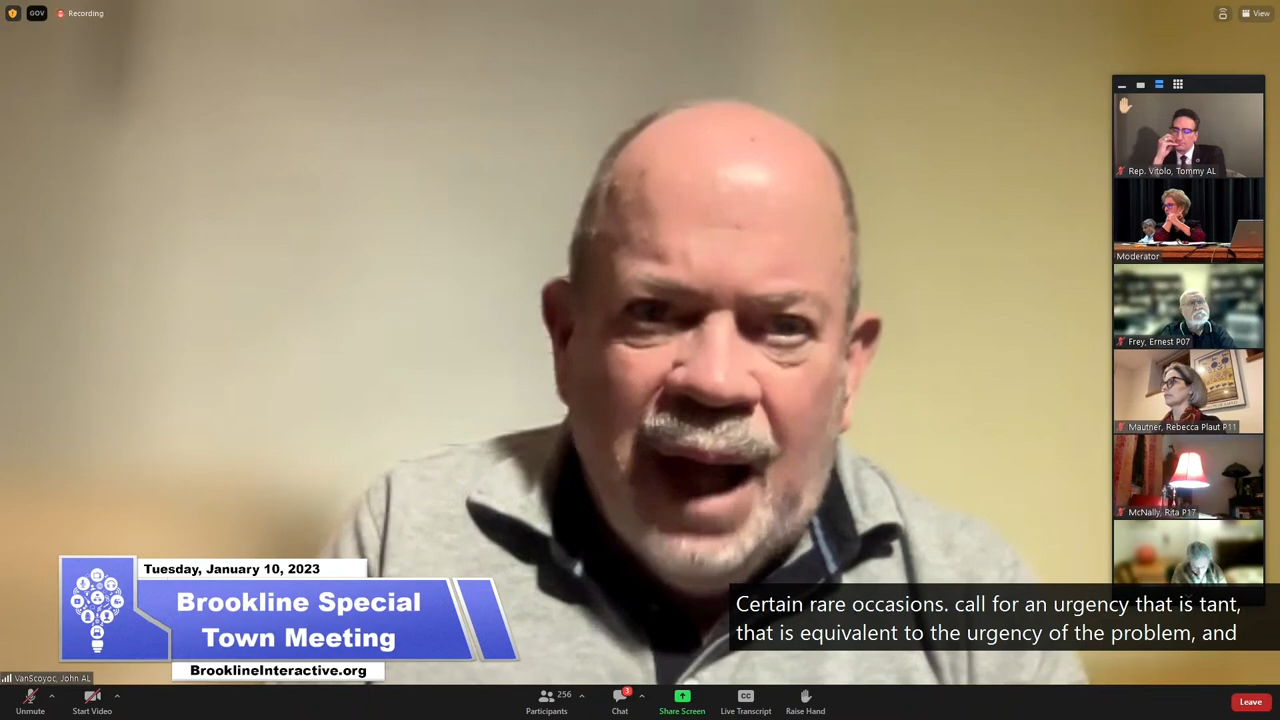 GOV
Recording
View
Rep. Vitolo, Tommy AL
Moderator
Frey, Ernest P07
Mautner, Rebecca Plaut P11
McNally, Rita P17
Tuesday, January 10, 2023
Brookline Special
Town Meeting
BrooklineInteractive.org
Certain rare occasions. call for an urgency that is tant,
that is equivalent to the urgency of the problem, and
VanScoyoc, John AL
Unmute
Start Video
256
Participants
3
Chat
Share Screen
CC
Live Transcript
Raise Hand
Leave